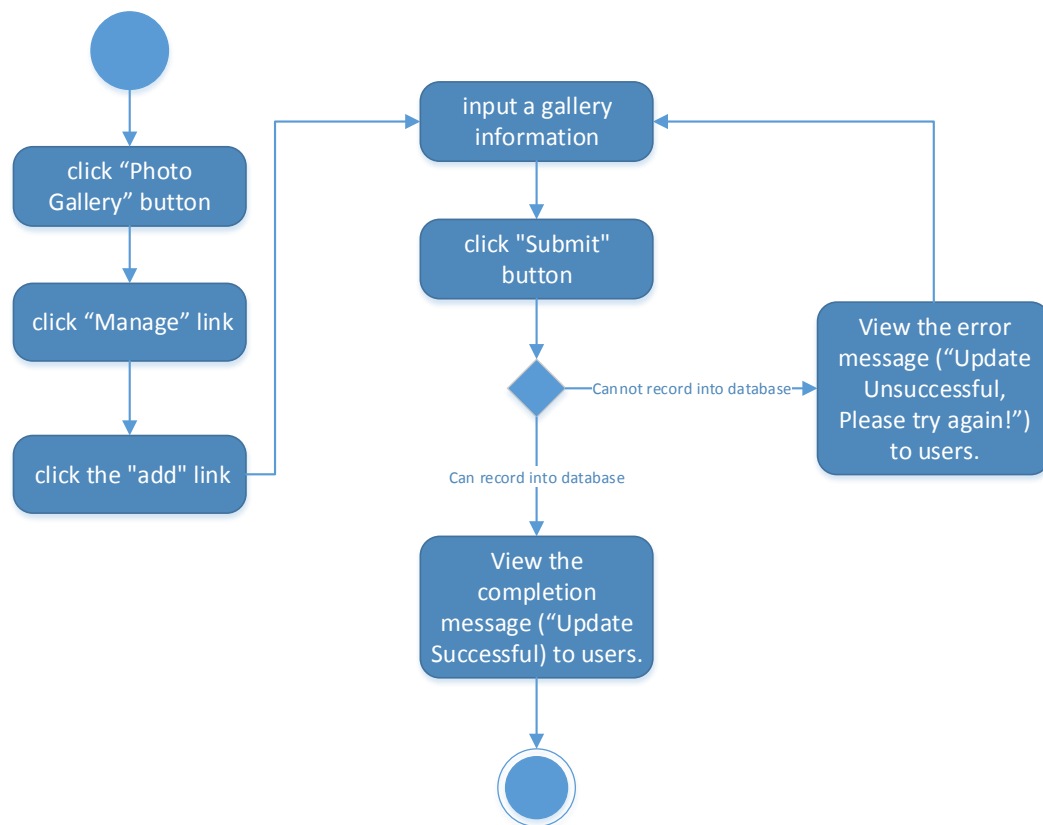 click “Photo
Gallery” button
click “Manage” link
click the "add" link
input a gallery
information
click "Submit"
button
Cannot record into database
View the error
message (“Update
Unsuccessful,
Please try again!”)
to users.
Can record into database
View the
completion
message (“Update
Successful) to users.